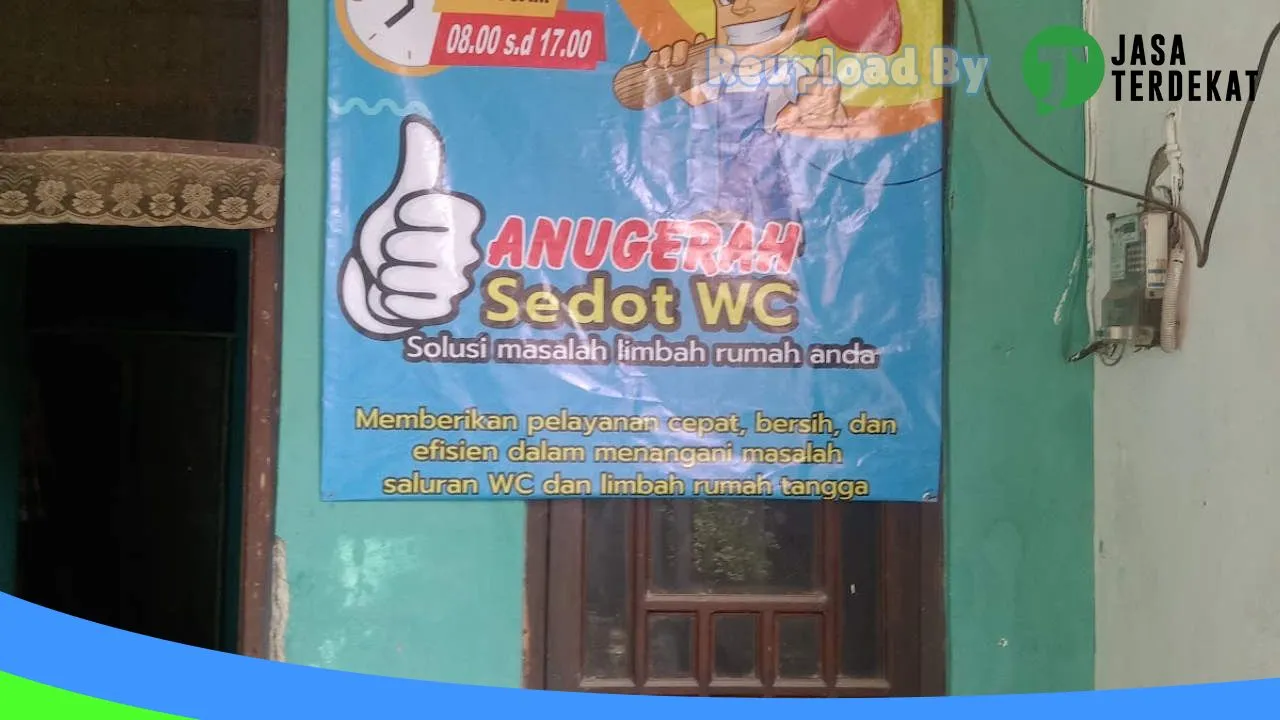 08.00 s.d 17.00
Reupload By
JASA
TERDEKAT
ANUGERAH
Sedot WC
Solusi masalah limbah rumah anda
Memberikan pelayanan cepat, bersih, dan
efisien dalam menangani masalah
saluran WC dan limbah rumah tangga